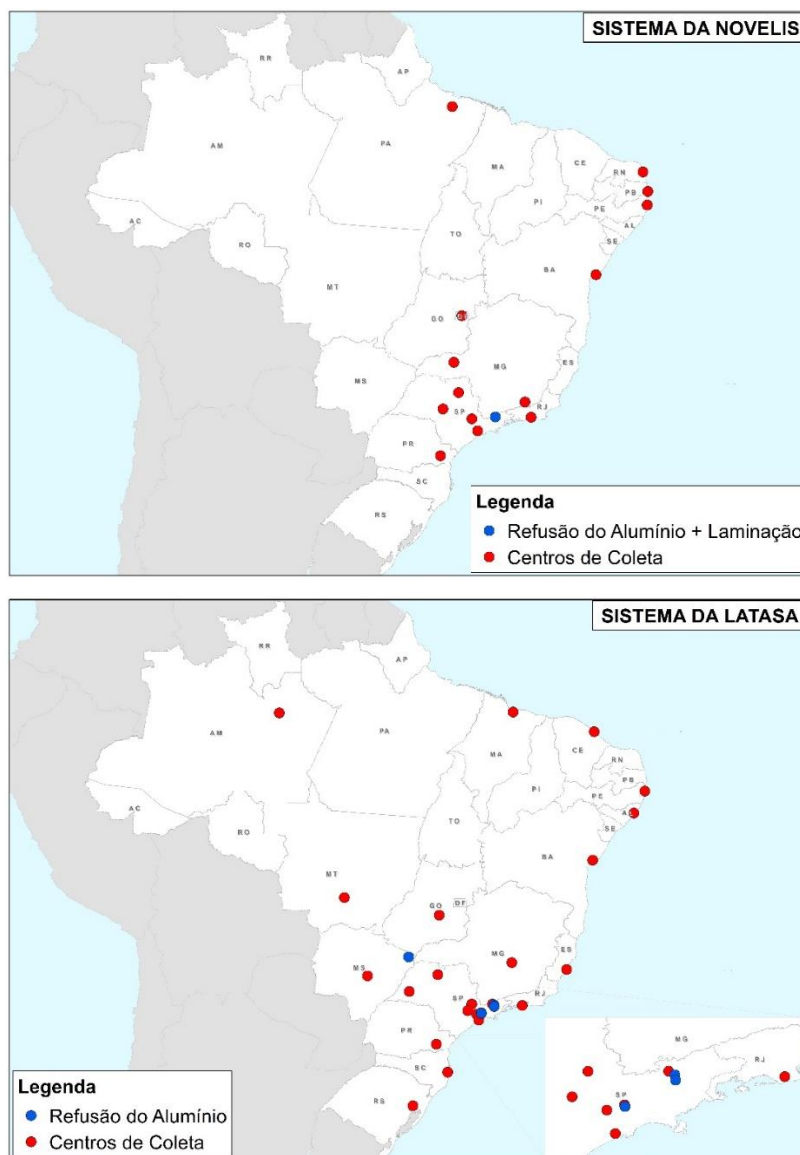 SISTEMA DA NOVELIS
RR
AP
AM
PA
MA
CE
RN
PB
PE
AL
SE
PI
AC
RO
TO
BA
MT
GO
DF
MG
ES
MS
SP
RJ
PR
SC
RS
Legenda
Refusão do Alumínio + Laminação
Centros de Coleta
SISTEMA DA LATASA
RR
AP
AM
PA
MA
CE
RN
PB
PE
AL
SE
PI
AC
RO
TO
BA
MT
GO
DF
MG
ES
MS
SP
RJ
PR
SC
RS
Legenda
Refusão do Alumínio
Centros de Coleta
MG
RJ
SP